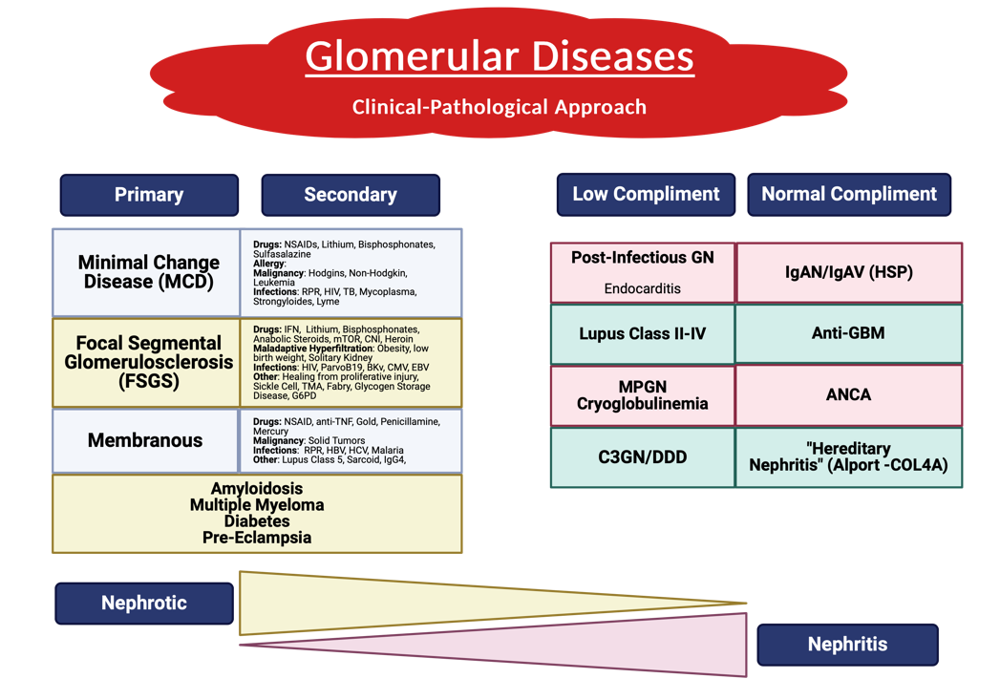 Glomerular Diseases
Clinical-Pathological Approach
Primary
Secondary
Minimal Change
Disease (MCD)
Drugs: NSAIDs, Lithium, Bisphosphonates,
Sulfasalazine
Allergy:
Malignancy: Hodgins, Non-Hodgkin,
Leukemia
Infections: RPR, HIV, TB, Mycoplasma,
Strongyloides, Lyme
Focal Segmental
Glomerulosclerosis
(FSGS)
Drugs: IFN, Lithium, Bisphosphonates,
Anabolic Steroids, mTOR, CNI, Heroin
Maladaptive Hyperfiltration: Obesity, low
birth weight, Solitary Kidney
Infections: HIV, ParvoB19, BKv, CMV, EBV
Other: Healing from proliferative injury,
Sickle Cell, TMA, Fabry, Glycogen Storage
Disease, G6PD
Membranous
Drugs: NSAID, anti-TNF, Gold, Penicillamine,
Mercury
Malignancy: Solid Tumors
Infections: RPR, HBV, HCV, Malaria
Other: Lupus Class 5, Sarcoid, IgG4,
Amyloidosis
Multiple Myeloma
Diabetes
Pre-Eclampsia
Low Compliment
Normal Compliment
Post-Infectious GN
Endocarditis
IgAN/IgAV (HSP)
Lupus Class II-IV
Anti-GBM
MPGN
Cryoglobulinemia
ANCA
C3GN/DDD
"Hereditary
Nephritis" (Alport -COL4A)
Nephrotic
Nephritis